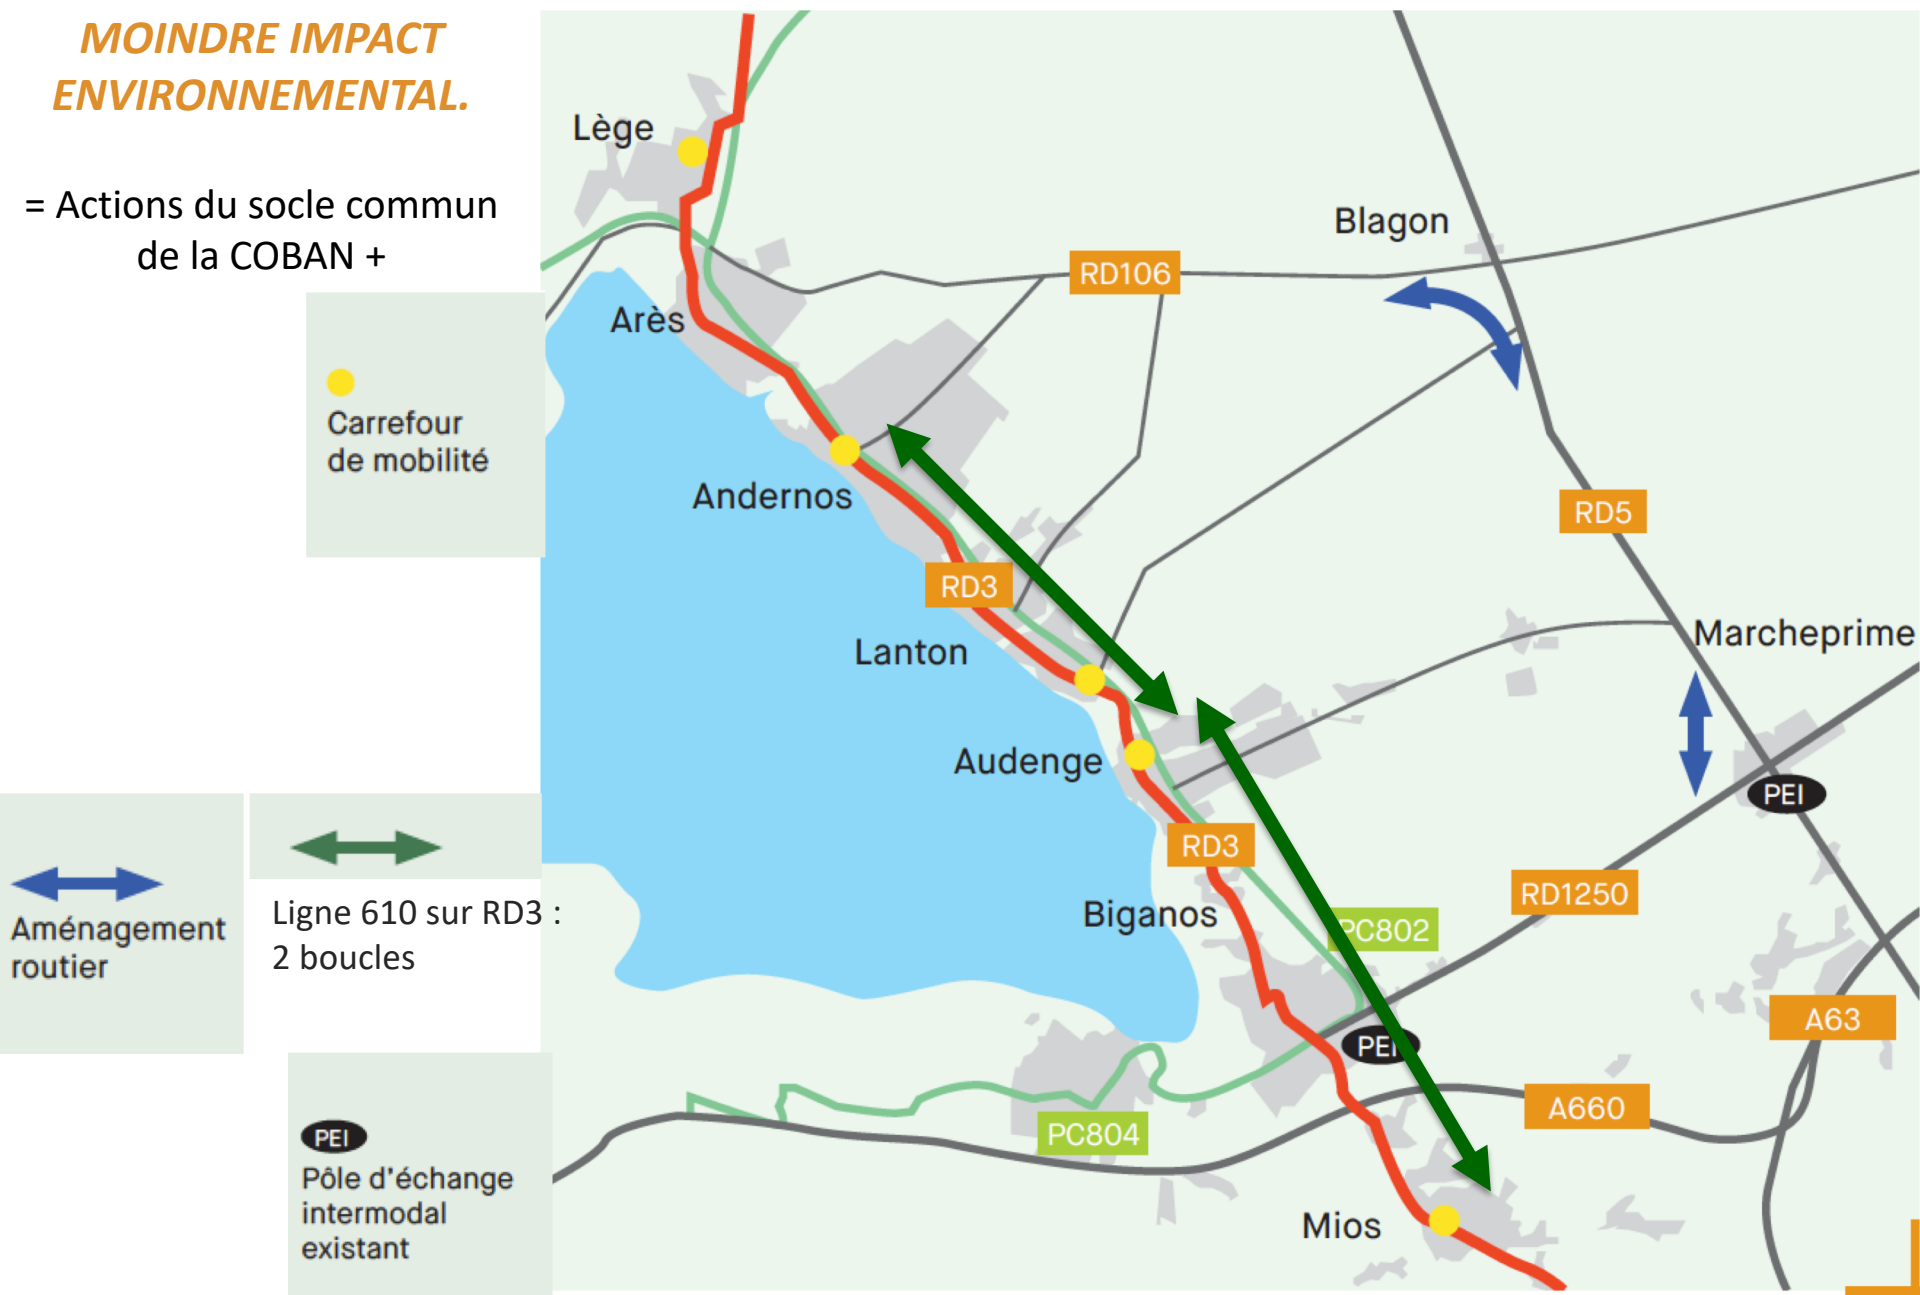 MOINDRE IMPACT
ENVIRONNEMENTAL.
= Actions du socle commun
de la COBAN +
Carrefour
de mobilité
Aménagement
routier
Ligne 610 sur RD3 :
2 boucles
PEI
Pôle d'échange
intermodal
existant
Lège
Blagon
RD106
Arès
Andernos
RD5
RD3
Lanton
Marcheprime
Audenge
PEI
RD3
RD1250
Biganos
PC802
A63
PEI
A660
PC804
Mios